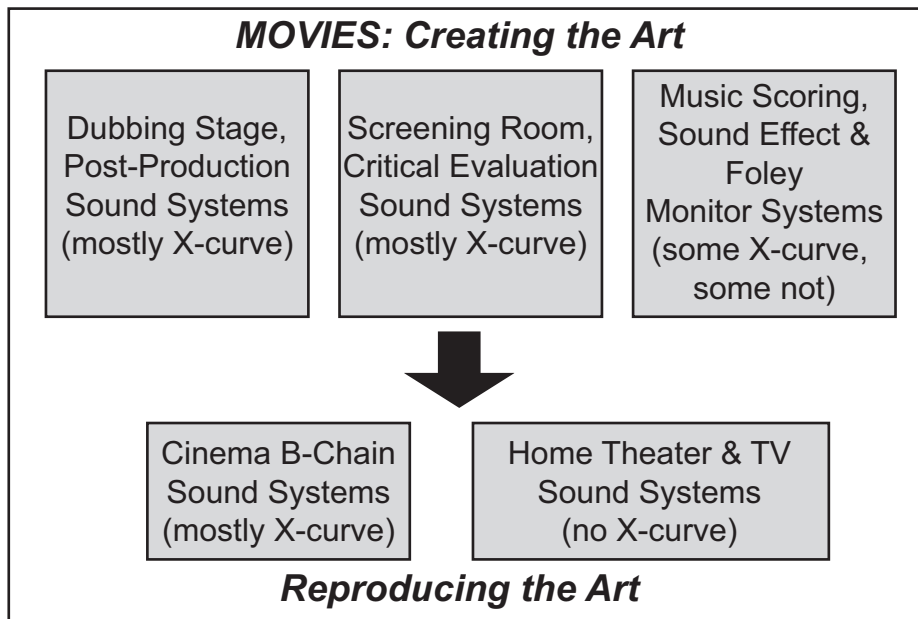 MOVIES: Creating the Art
Dubbing Stage,
Post-Production
Sound Systems
(mostly X-curve)
Screening Room,
Critical Evaluation
Sound Systems
(mostly X-curve)
Music Scoring,
Sound Effect &
Foley
Monitor Systems
(some X-curve,
some not)
Cinema B-Chain
Sound Systems
(mostly X-curve)
Home Theater & TV
Sound Systems
(no X-curve)
Reproducing the Art